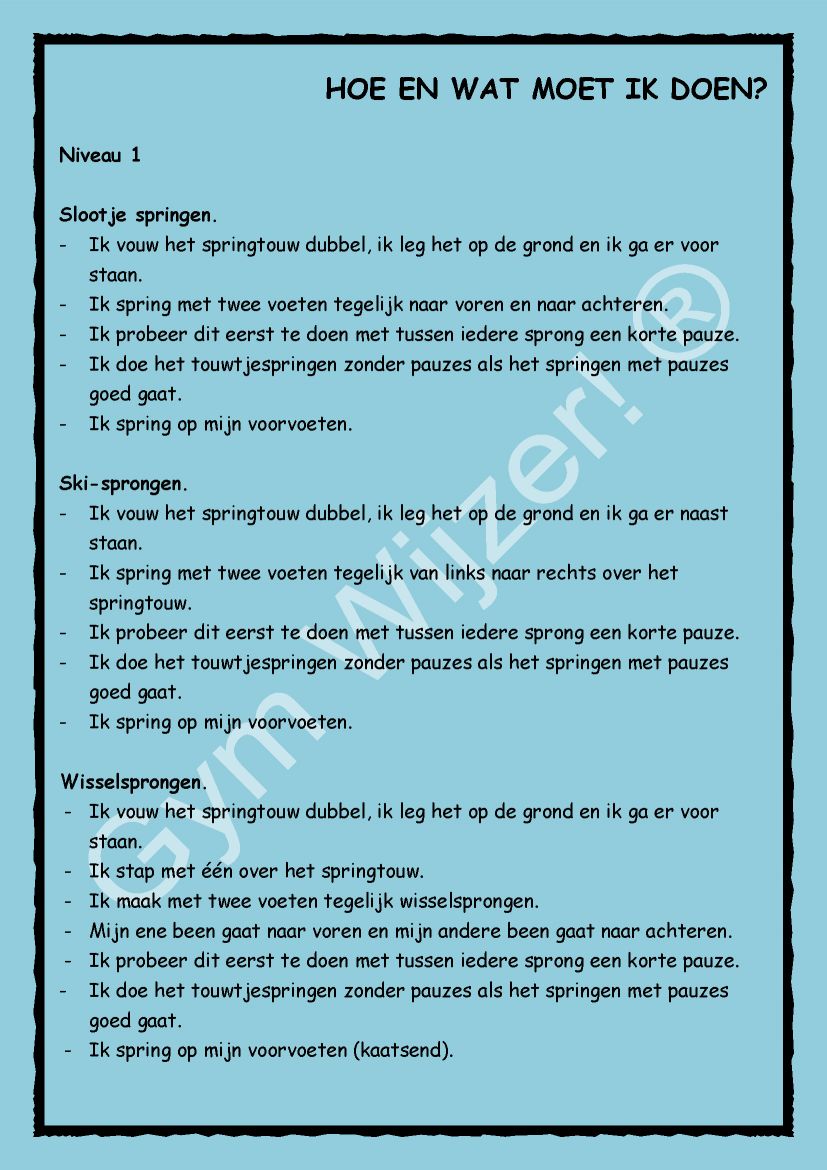 HOE EN WAT MOET IK DOEN?
Niveau 1
Slootje springen.
- Ik vouw het springtouw dubbel, ik leg het op de grond en ik ga er voor
staan.
- Ik spring met twee voeten tegelijk naar voren en naar achteren.
- Ik probeer dit eerst te doen met tussen iedere sprong een korte pauze.
- Ik doe het touwtjespringen zonder pauzes als het springen met pauzes
goed gaat.
- Ik spring op mijn voorvoeten.
Ski-sprongen.
- Ik vouw het springtouw dubbel, ik leg het op de grond en ik ga er naast
staan.
- Ik spring met twee voeten tegelijk van links naar rechts over het
springtouw.
- Ik probeer dit eerst te doen met tussen iedere sprong een korte pauze.
- Ik doe het touwtjespringen zonder pauzes als het springen met pauzes
goed gaat.
- Ik spring op mijn voorvoeten.
Wisselsprongen.
- Ik vouw het springtouw dubbel, ik leg het op de grond en ik ga er voor
staan.
- Ik stap met één over het springtouw.
- Ik maak met twee voeten tegelijk wisselsprongen.
- Mijn ene been gaat naar voren en mijn andere been gaat naar achteren.
- Ik probeer dit eerst te doen met tussen iedere sprong een korte pauze.
- Ik doe het touwtjespringen zonder pauzes als het springen met pauzes
goed gaat.
- Ik spring op mijn voorvoeten (kaatsend).
Gym Wijzer! ®